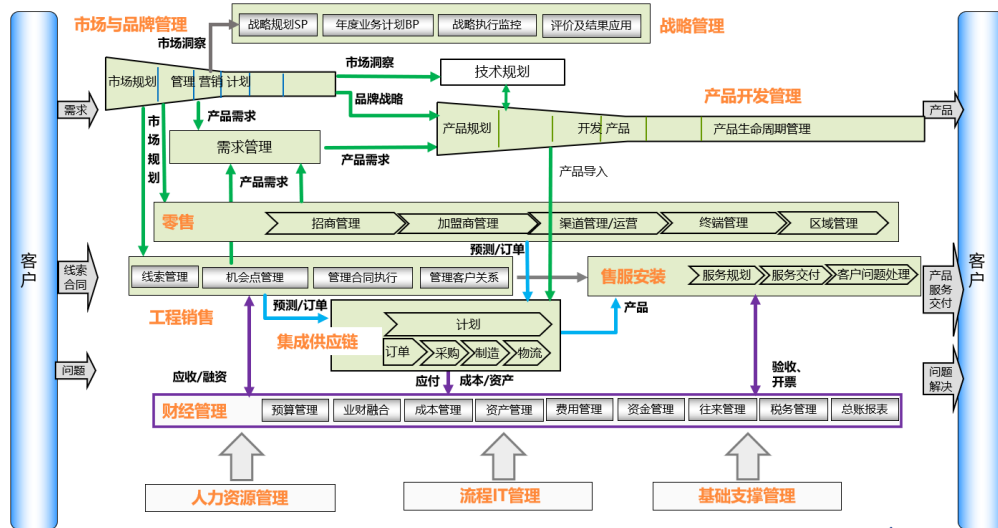 市场与品牌管理
战略规划SP
年度业务计划BP
战略执行监控
评价及结果应用
战略管理
市场洞察
市场规划
管理 营销 计划
市场洞察
技术规划
品牌战略
产品开发管理
需求
产品需求
产品规划
开发 产品
产品生命周期管理
产品
市场规划
需求管理
产品需求
产品需求
产品导入
零售
招商管理
加盟商管理
渠道管理/运营
终端管理
区域管理
预测/订单
客户
线索
合同
线索管理
机会点管理
管理合同执行
管理客户关系
售服安装
服务规划
服务交付
客户问题处理
产品
服务
交付
客户
工程销售
预测/订单
集成供应链
计划
订单
采购
制造
物流
产品
问题
应收/融资
应付
成本/资产
验收、
开票
问题
解决
财经管理
预算管理
业财融合
成本管理
资产管理
费用管理
资金管理
往来管理
税务管理
总账报表
人力资源管理
流程IT管理
基础支撑管理